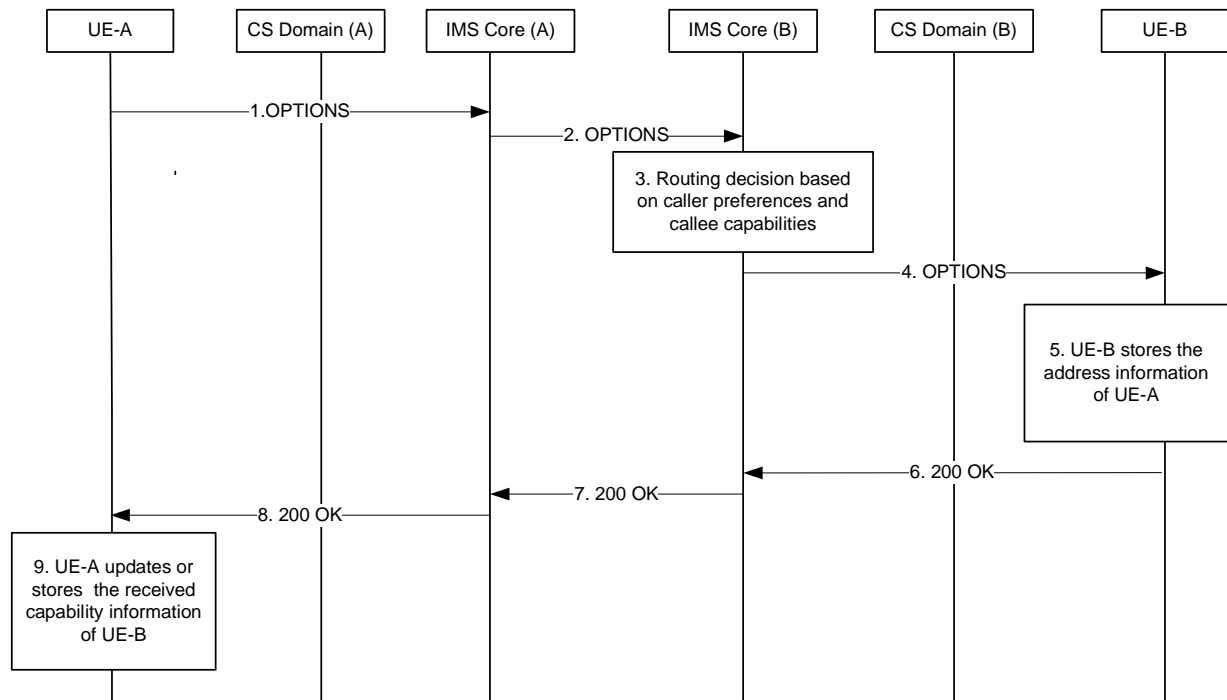 UE-A
CS Domain (A)
IMS Core (A)
IMS Core (B)
CS Domain (B)
UE-B
1.OPTIONS
2. OPTIONS
3. Routing decision based
on caller preferences and
callee capabilities
4. OPTIONS
5. UE-B stores the
address information
of UE-A
6. 200 OK
7. 200 OK
8. 200 OK
9. UE-A updates or
stores the received
capability information
of UE-B